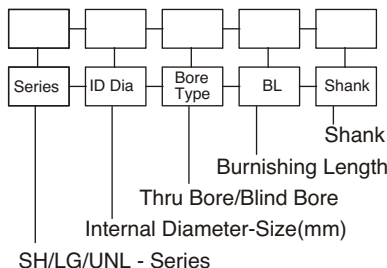 Series ID Dia Bore Type BL Shank
Shank
Burnishing Length
Thru Bore/Blind Bore
Internal Diameter-Size(mm)
SH/LG/UNL - Series